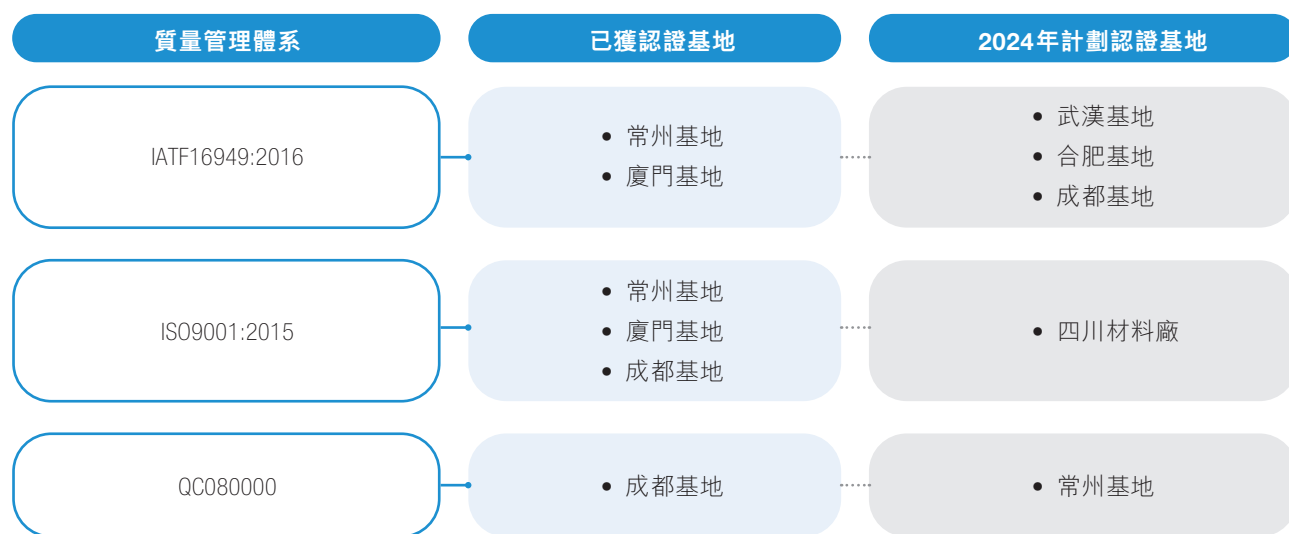 質量管理體系
已獲認證基地
2024年計劃認證基地
IATF16949:2016
• 常州基地
• 廈門基地
• 武漢基地
• 合肥基地
• 成都基地
ISO9001:2015
• 常州基地
• 廈門基地
• 成都基地
• 四川材料廠
QC080000
• 成都基地
• 常州基地